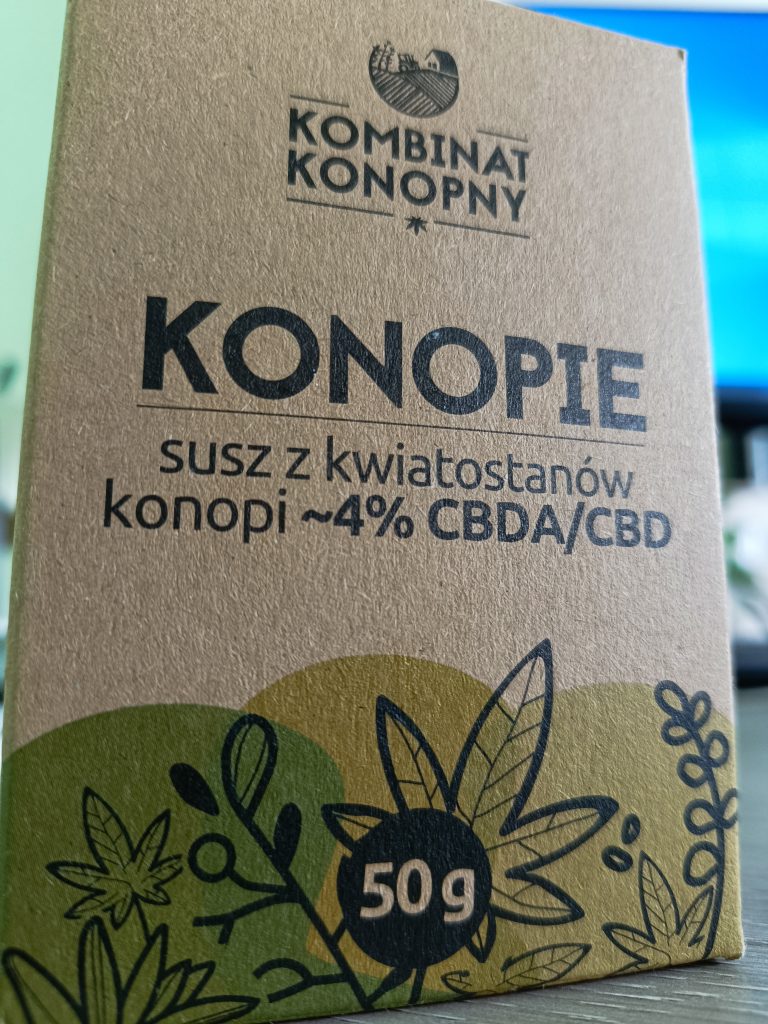 KOMBINAT
KONOPNY
KONOPIE
susz z kwiatostanów
konopi ~4% CBDA/CBD
50 g